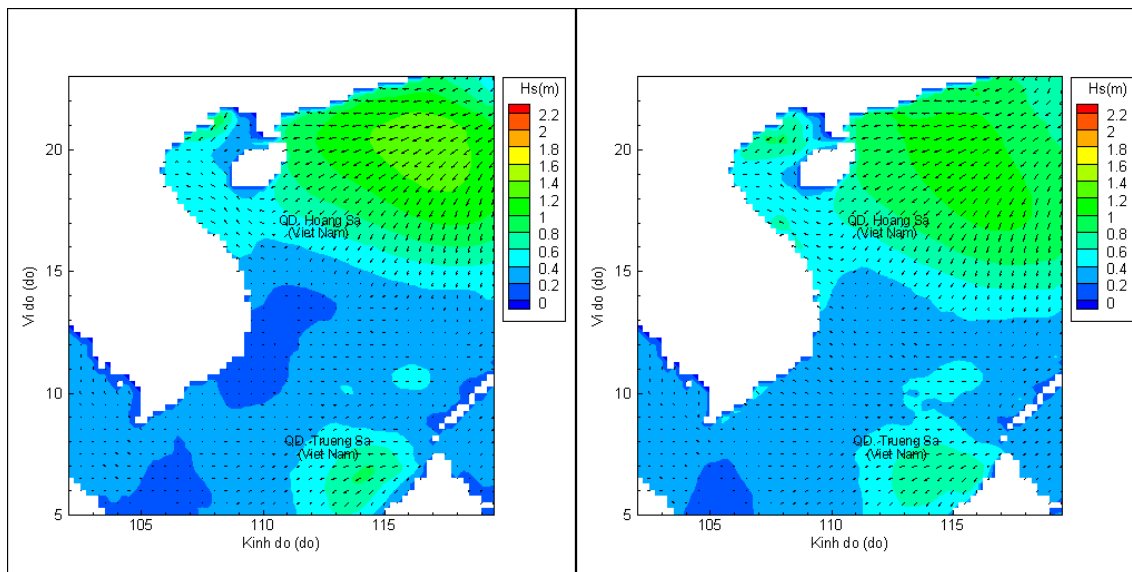 Hs(m)
2.2
2
1.8
1.6
1.4
1.2
1
0.8
0.6
0.4
0.2
0
20
15
10
5
Vi do (do)
105
110
115
Kinh do (do)
QD. Hoang Sa
(Viet Nam)
QD. Truong Sa
(Viet Nam)
Hs(m)
2.2
2
1.8
1.6
1.4
1.2
1
0.8
0.6
0.4
0.2
0
20
15
10
5
Vi do (do)
105
110
115
Kinh do (do)
QD. Hoang Sa
(Viet Nam)
QD. Truong Sa
(Viet Nam)